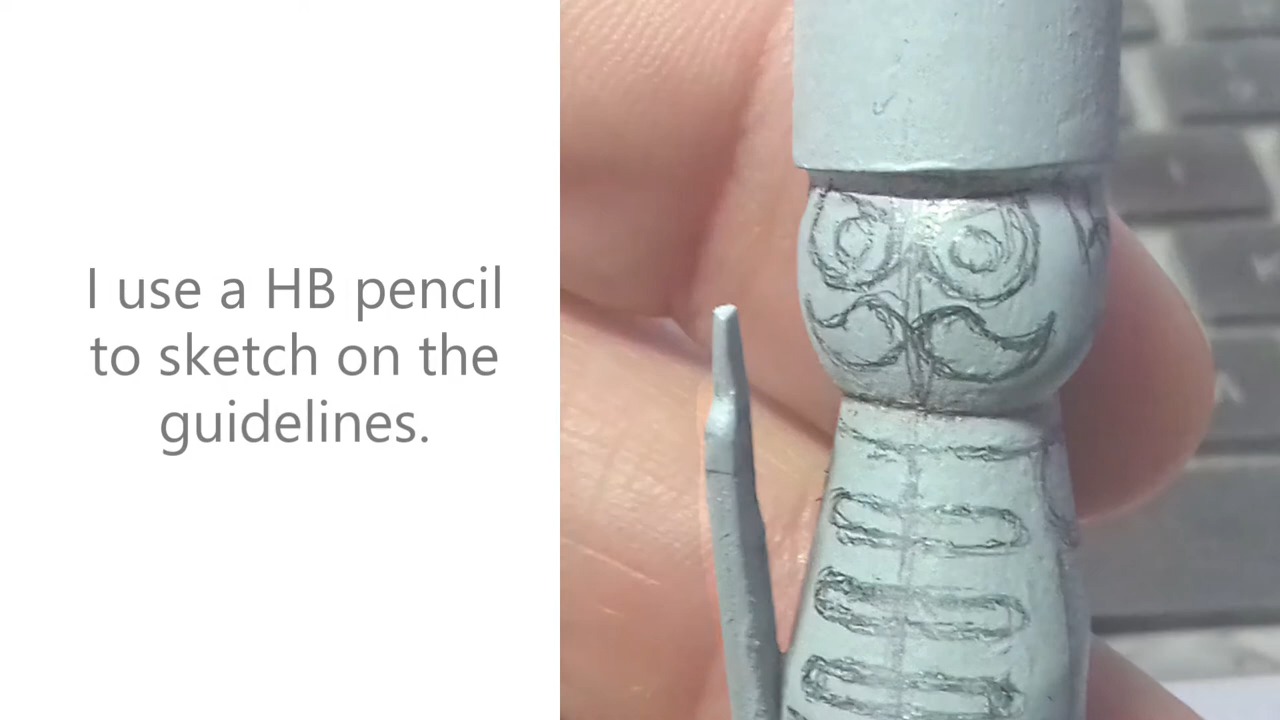 I use a HB pencil
to sketch on the
guidelines.